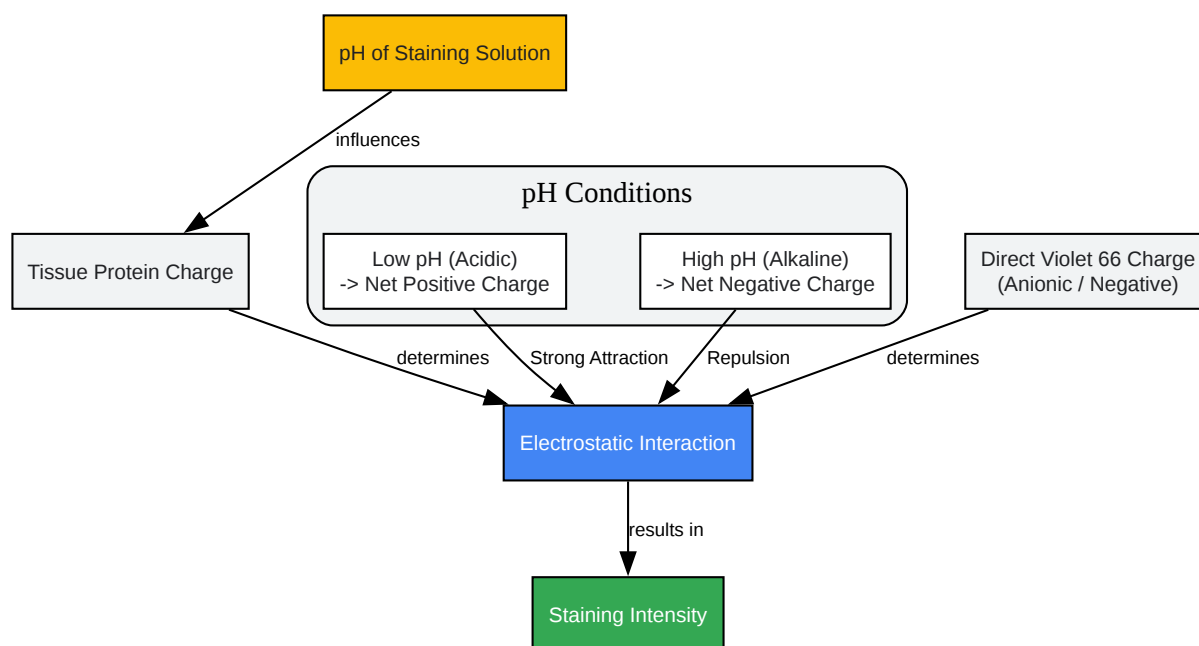 pH of Staining Solution
influences
pH Conditions
Tissue Protein Charge
Low pH (Acidic)
-> Net Positive Charge
High pH (Alkaline)
-> Net Negative Charge
Direct Violet 66 Charge
(Anionic / Negative)
determines
Strong Attraction
Repulsion
determines
Electrostatic Interaction
results in
Staining Intensity